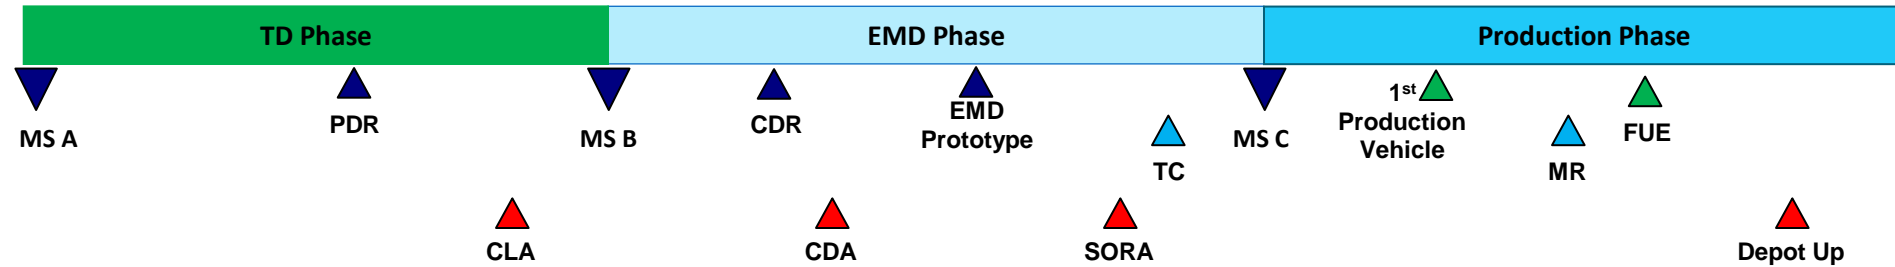 TD Phase
EMD Phase
Production Phase
MS A
PDR
MS B
CDR
EMD
Prototype
TC
MS C
1st
Production
Vehicle
MR
FUE
CLA
CDA
SORA
Depot Up